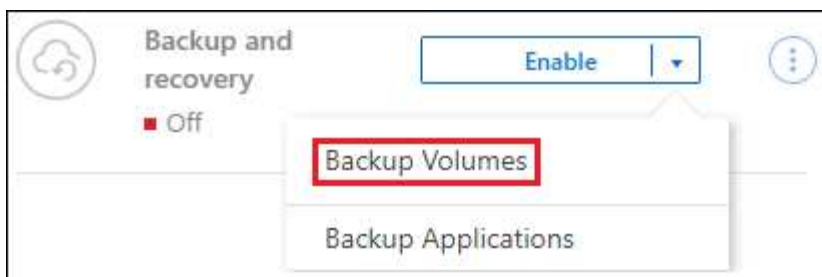 Backup and
recovery
Enable
Off
Backup Volumes
Backup Applications